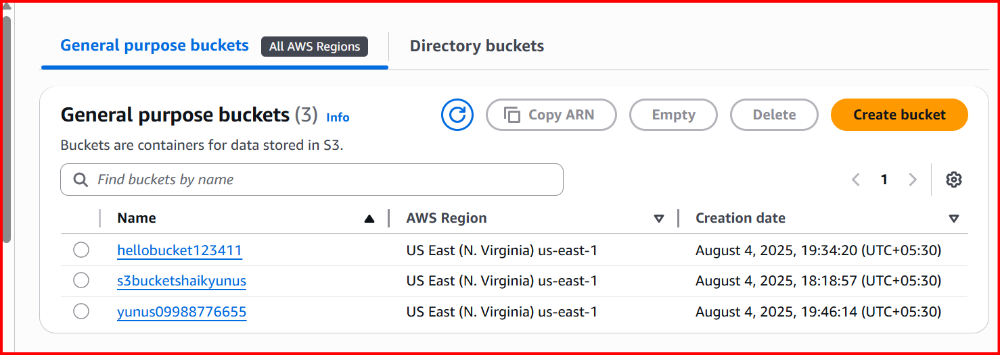 General purpose buckets All AWS Regions Directory buckets
General purpose buckets (3) Info Copy ARN Empty Delete Create bucket
Buckets are containers for data stored in S3.
Find buckets by name 1
Name AWS Region Creation date
hellobucket123411 US East (N. Virginia) us-east-1 August 4, 2025, 19:34:20 (UTC+05:30)
s3bucketshaikyunus US East (N. Virginia) us-east-1 August 4, 2025, 18:18:57 (UTC+05:30)
yunus09988776655 US East (N. Virginia) us-east-1 August 4, 2025, 19:46:14 (UTC+05:30)